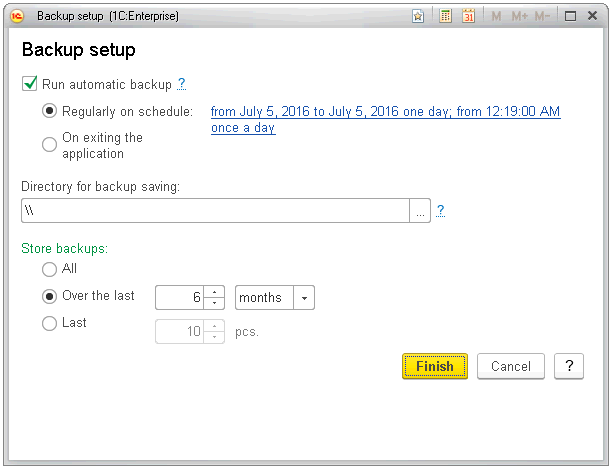 Backup setup (1C:Enterprise)
31 M M+ M-
Backup setup
Run automatic backup ?
Regularly on schedule: from July 5, 2016 to July 5, 2016 one day; from 12:19:00 AM
once a day
On exiting the
application
Directory for backup saving:
\\ ... ?
Store backups:
All
Over the last 6 months
Last 10 pcs.
Finish Cancel ?